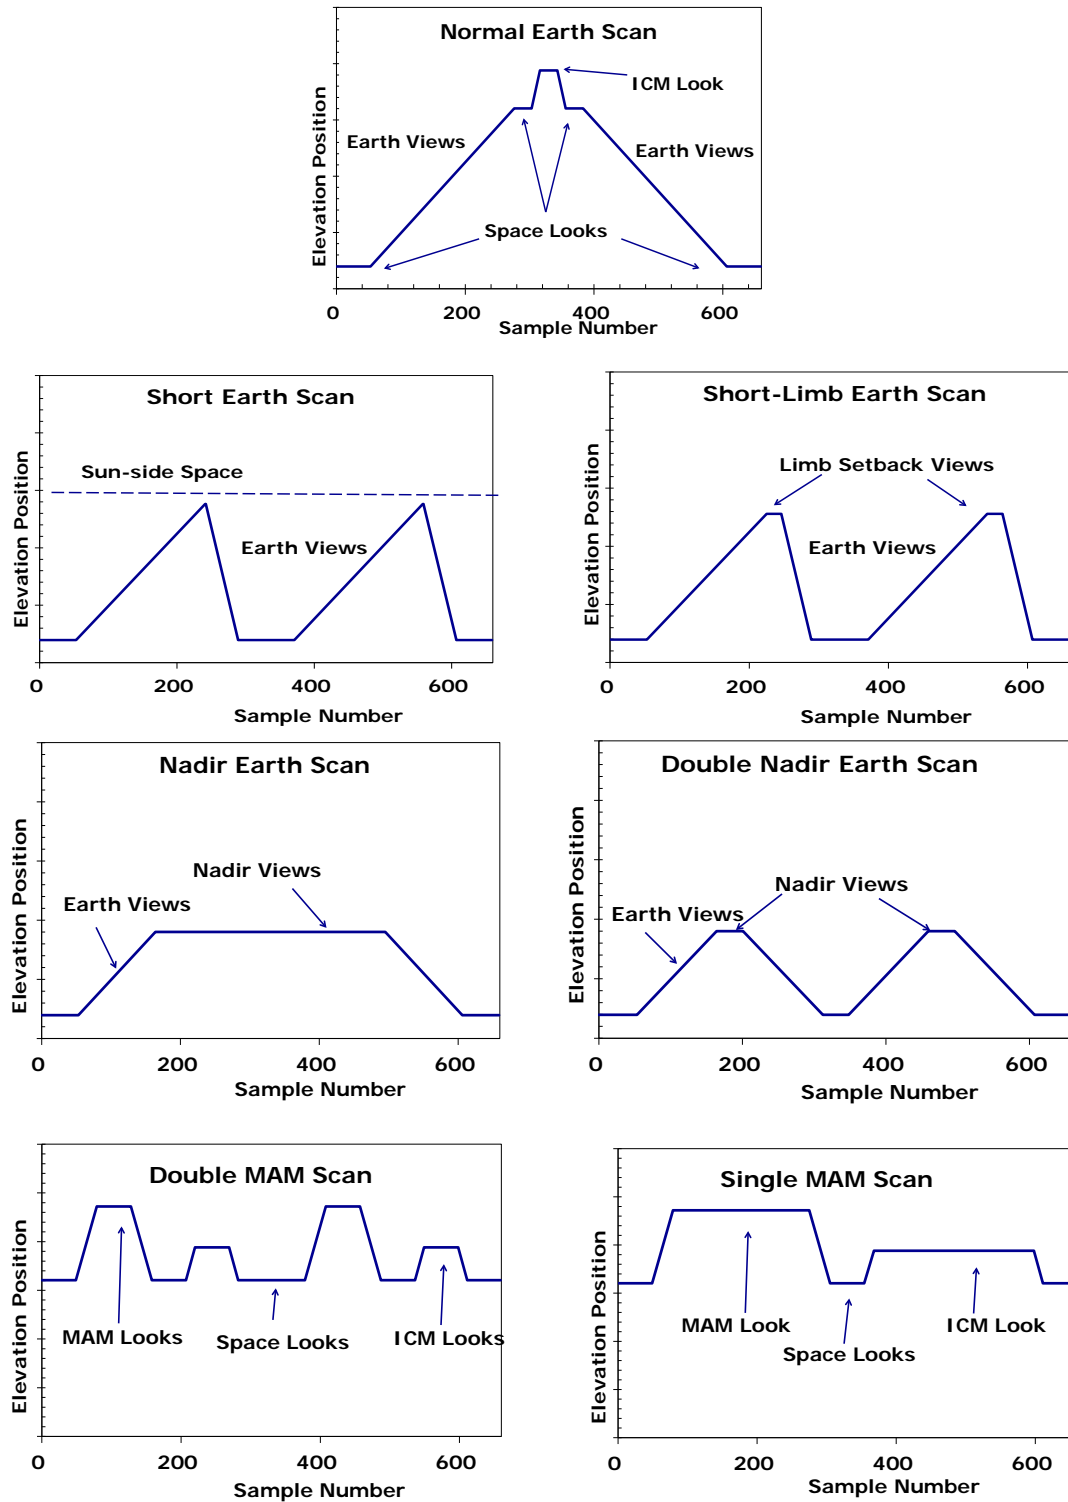 Normal Earth Scan
ICM Look
Earth Views
Earth Views
Space Looks
Elevation Position
0 200 400 600
Sample Number
Short Earth Scan
Sun-side Space
Earth Views
Elevation Position
0 200 400 600
Sample Number
Short-Limb Earth Scan
Limb Setback Views
Earth Views
Elevation Position
0 200 400 600
Sample Number
Nadir Earth Scan
Nadir Views
Earth Views
Elevation Position
0 200 400 600
Sample Number
Double Nadir Earth Scan
Nadir Views
Earth Views
Elevation Position
0 200 400 600
Sample Number
Double MAM Scan
MAM Looks
Space Looks
ICM Looks
Elevation Position
0 200 400 600
Sample Number
Single MAM Scan
MAM Look
ICM Look
Space Looks
Elevation Position
0 200 400 600
Sample Number